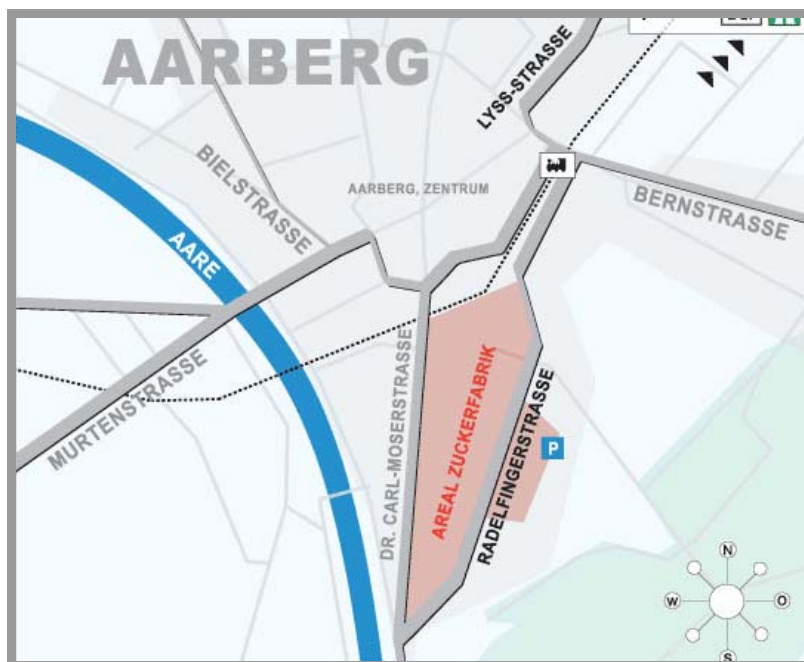 AARBERG
LYSS-STRASSE
BIELSTRASSE
AARBERG, ZENTRUM
BERNSTRASSE
AARE
MURTENSTRASSE
DR. CARL-MOSERSTRASSE
AREAL ZUCKERFABRIK
RADELFINGERSTRASSE
P
N
W
O
S